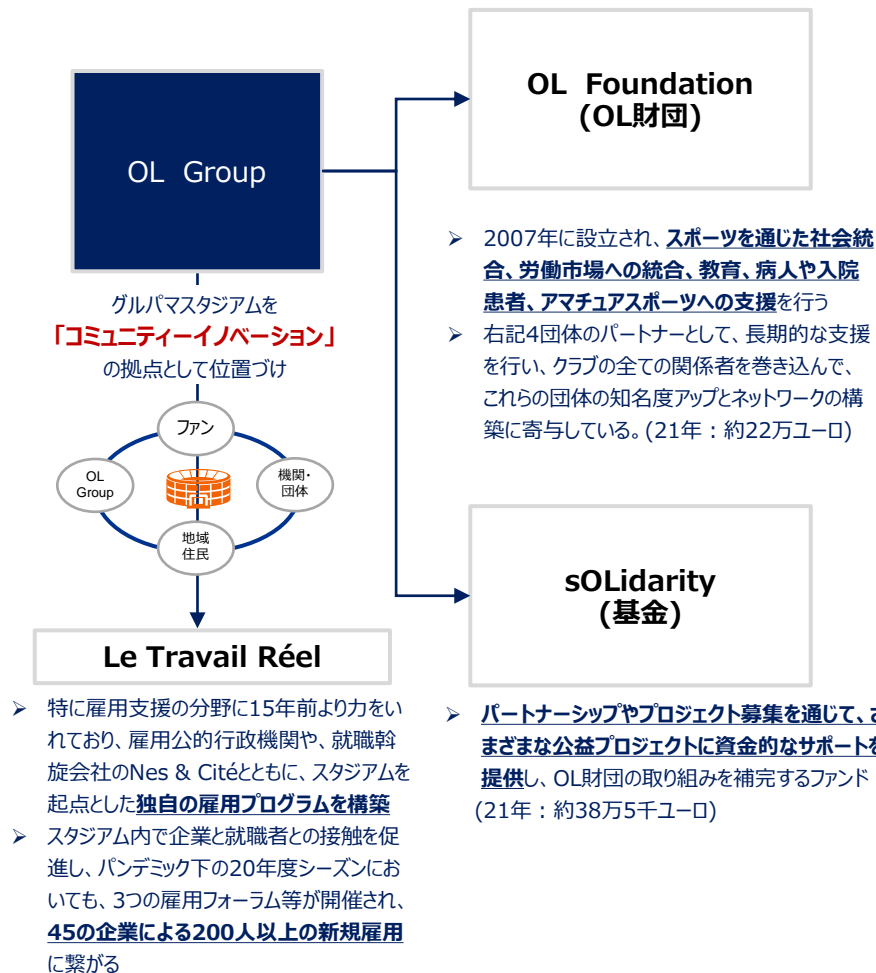 OL Group
グルパマスタジアムを
「コミュニティーイノベーション」
の拠点として位置づけ
ファン
OL
Group
機関・
団体
地域
住民
Le Travail Réel
➢ 特に雇用支援の分野に15年前より力をい
れており、雇用公的行政機関や、就職斡
旋会社のNes & Citéとともに、スタジアムを
起点とした独自の雇用プログラムを構築
➢ スタジアム内で企業と就職者との接触を促
進し、パンデミック下の20年度シーズンにお
いても、3つの雇用フォーラム等が開催され、
45の企業による200人以上の新規雇用
に繋がる
OL Foundation
(OL財団)
➢ 2007年に設立され、スポーツを通じた社会統
合、労働市場への統合、教育、病人や入院
患者、アマチュアスポーツへの支援を行う
➢ 右記4団体のパートナーとして、長期的な支援
を行い、クラブの全ての関係者を巻き込んで、
これらの団体の知名度アップとネットワークの構
築に寄与している。(21年：約22万ユーロ)
sOLidarity
(基金)
➢ パートナーシップやプロジェクト募集を通じて、さ
まざまな公益プロジェクトに資金的なサポートを
提供し、OL財団の取り組みを補完するファンド
(21年：約38万5千ユーロ)